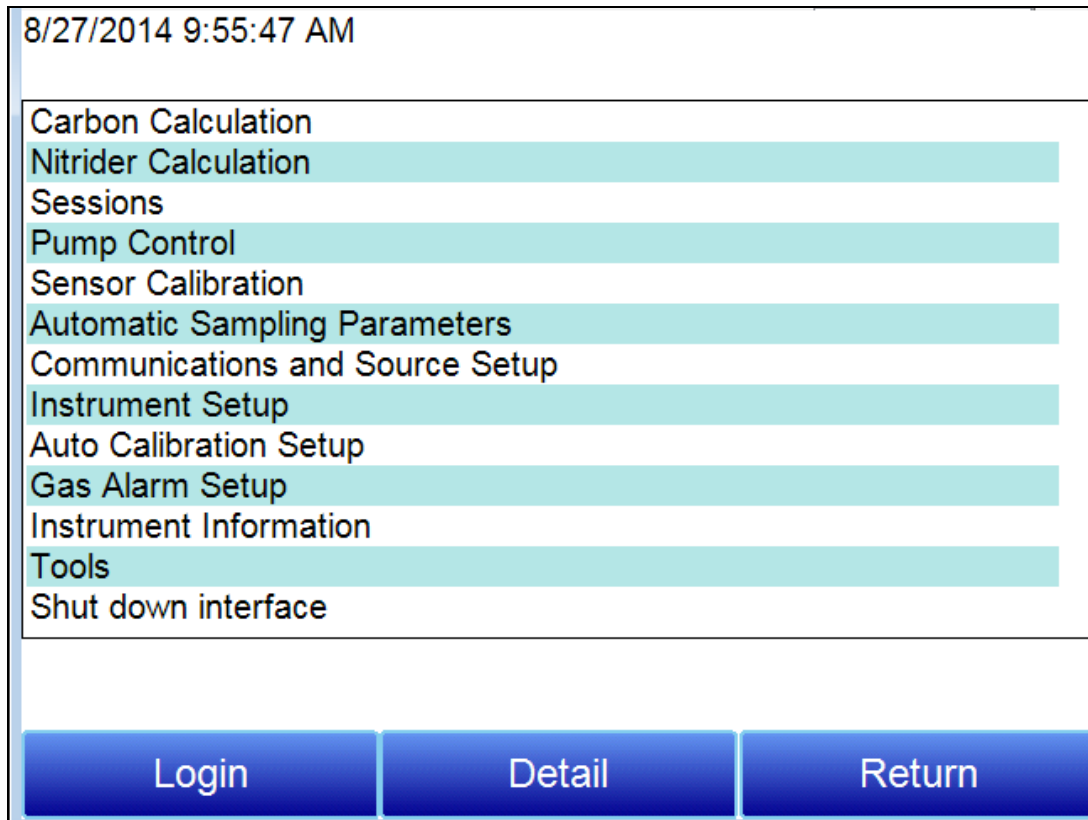 8/27/2014 9:55:47 AM
Carbon Calculation
Nitrider Calculation
Sessions
Pump Control
Sensor Calibration
Automatic Sampling Parameters
Communications and Source Setup
Instrument Setup
Auto Calibration Setup
Gas Alarm Setup
Instrument Information
Tools
Shut down interface
Login Detail Return